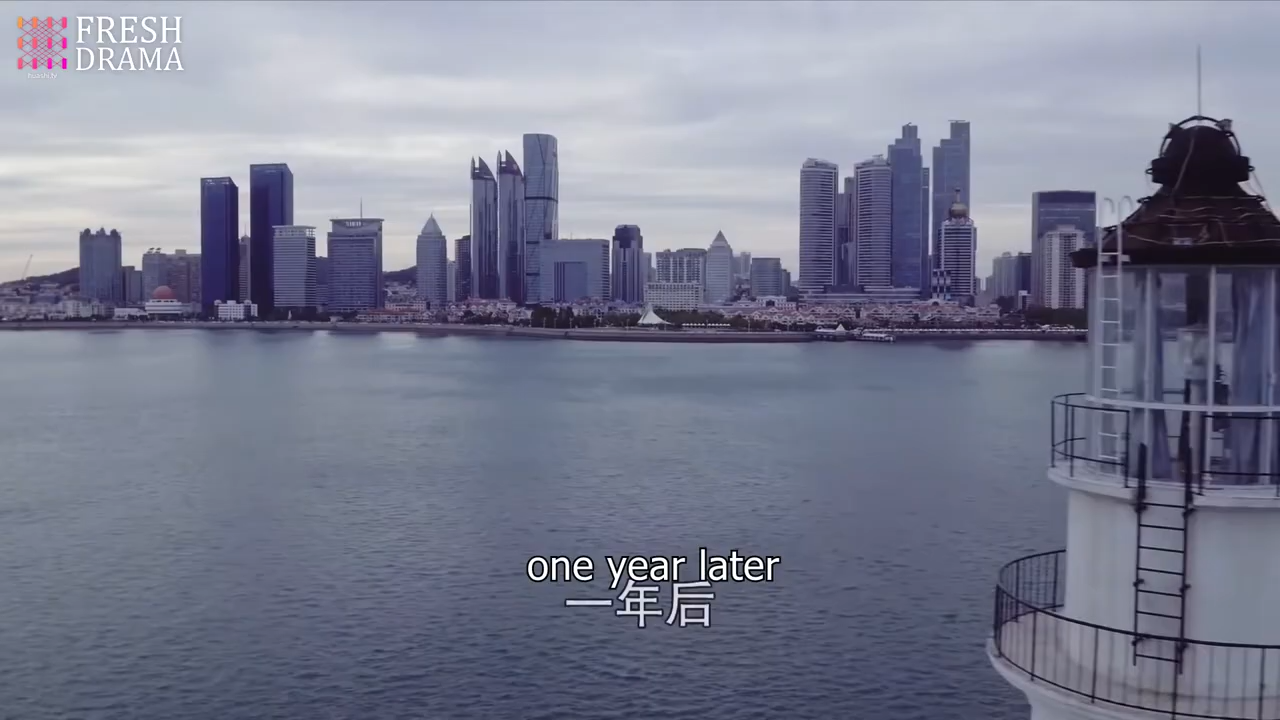 FRESH
DRAMA
one year later
一年后